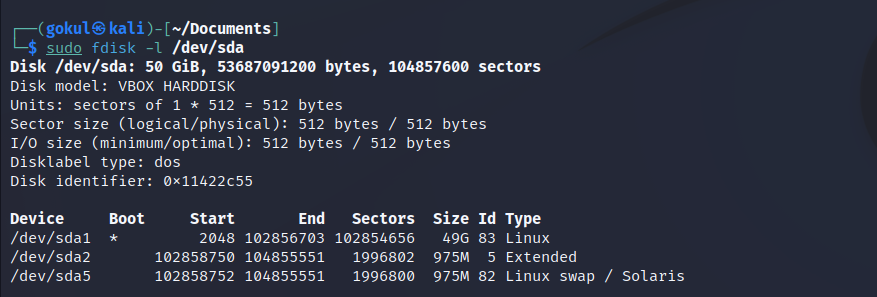 ┌──(gokul㉿kali)-[~/Documents]
└─$ sudo fdisk -l /dev/sda
Disk /dev/sda: 50 GiB, 53687091200 bytes, 104857600 sectors
Disk model: VBOX HARDDISK
Units: sectors of 1 * 512 = 512 bytes
Sector size (logical/physical): 512 bytes / 512 bytes
I/O size (minimum/optimal): 512 bytes / 512 bytes
Disklabel type: dos
Disk identifier: 0×11422c55

Device     Boot     Start       End   Sectors  Size Id Type
/dev/sda1  *         2048 102856703 102854656   49G 83 Linux
/dev/sda2       102858750 104855551   1996802  975M  5 Extended
/dev/sda5       102858752 104855551   1996800  975M 82 Linux swap / Solaris